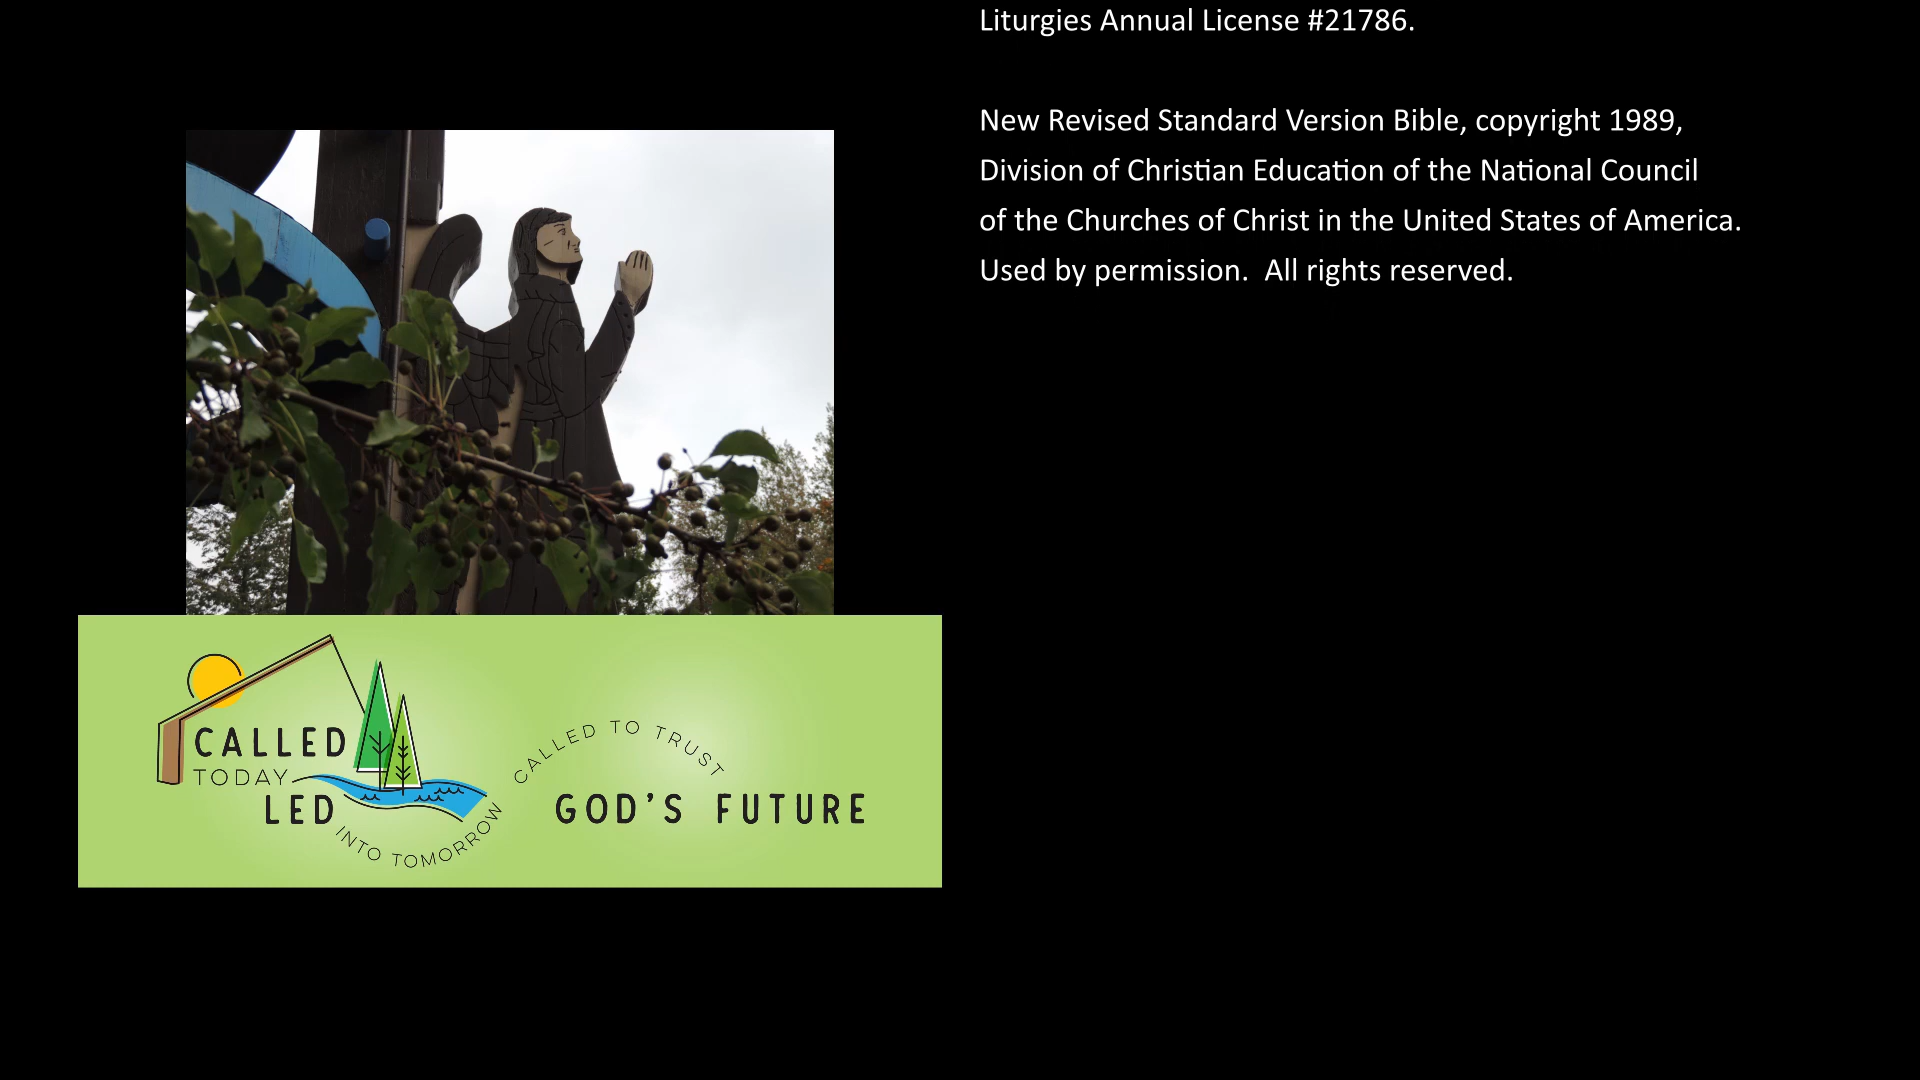 Liturgies Annual License #21786.
New Revised Standard Version Bible, copyright 1989,
Division of Christian Education of the National Council
of the Churches of Christ in the United States of America.
Used by permission.  All rights reserved.
CALLED
TODAY
LED
INTO TOMORROW
CALLED TO TRUST
GOD'S FUTURE